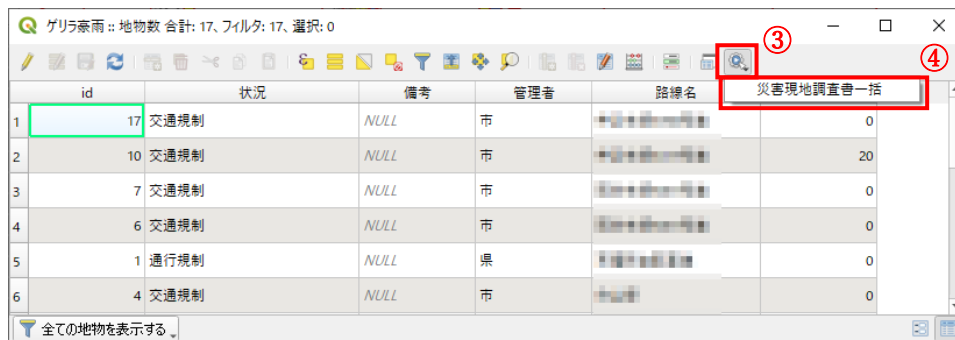 ゲリラ豪雨 :: 地物数 合計: 17、フィルタ: 17、選択: 0
③
④
id 状況 備考 管理者 路線名 災害現地調査書一括
1 17 交通規制 NULL 市 0
2 10 交通規制 NULL 市 20
3 7 交通規制 NULL 市 0
4 6 交通規制 NULL 市 0
5 1 通行規制 NULL 県 0
6 4 交通規制 NULL 市 0
全ての地物を表示する